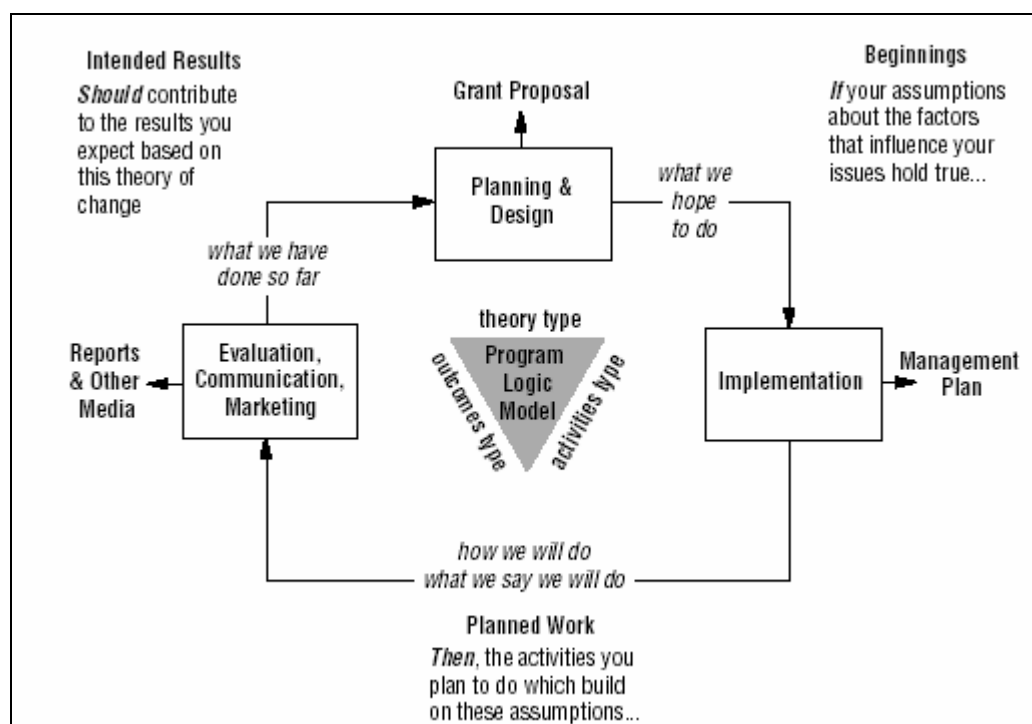 Intended Results
Should contribute
to the results you
expect based on
this theory of
change
Grant Proposal
Beginnings
If your assumptions
about the factors
that influence your
issues hold true...
Planning &
Design
what we
hope
to do
what we have
done so far
theory type
Program
Logic
Model
outcomes type
activities type
Reports
& Other
Media
Evaluation,
Communication,
Marketing
Implementation
Management
Plan
how we will do
what we say we will do
Planned Work
Then, the activities you
plan to do which build
on these assumptions...